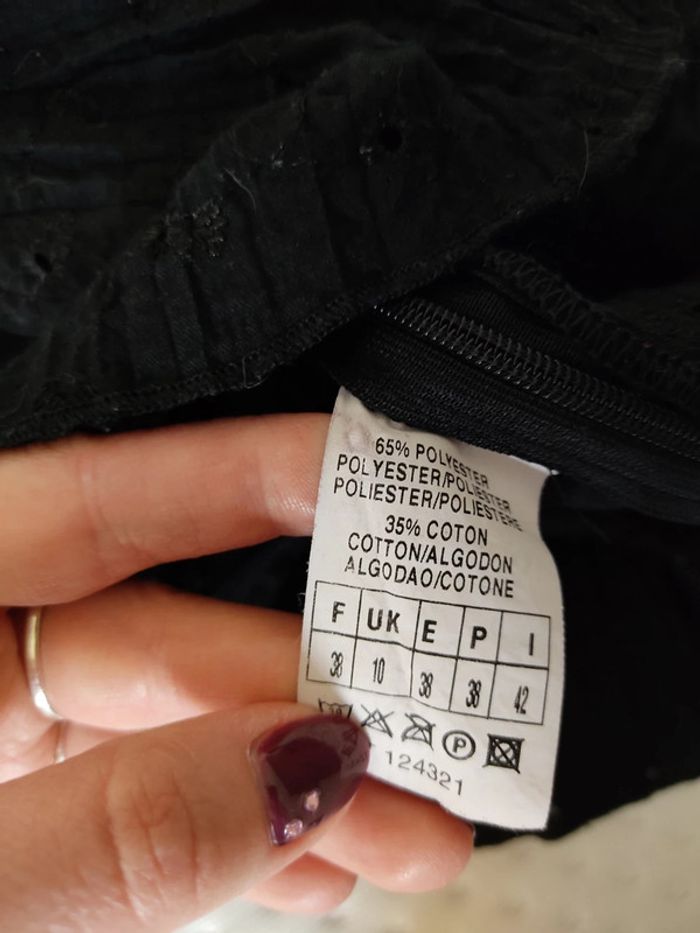 65% POLYESTER
POLYESTER/POLIESTER
POLIESTER/POLIESTERE
35% COTON
COTTON/ALGODON
ALGODAO/COTONE
F UK E P I
38 10 38 38 42
P
124321